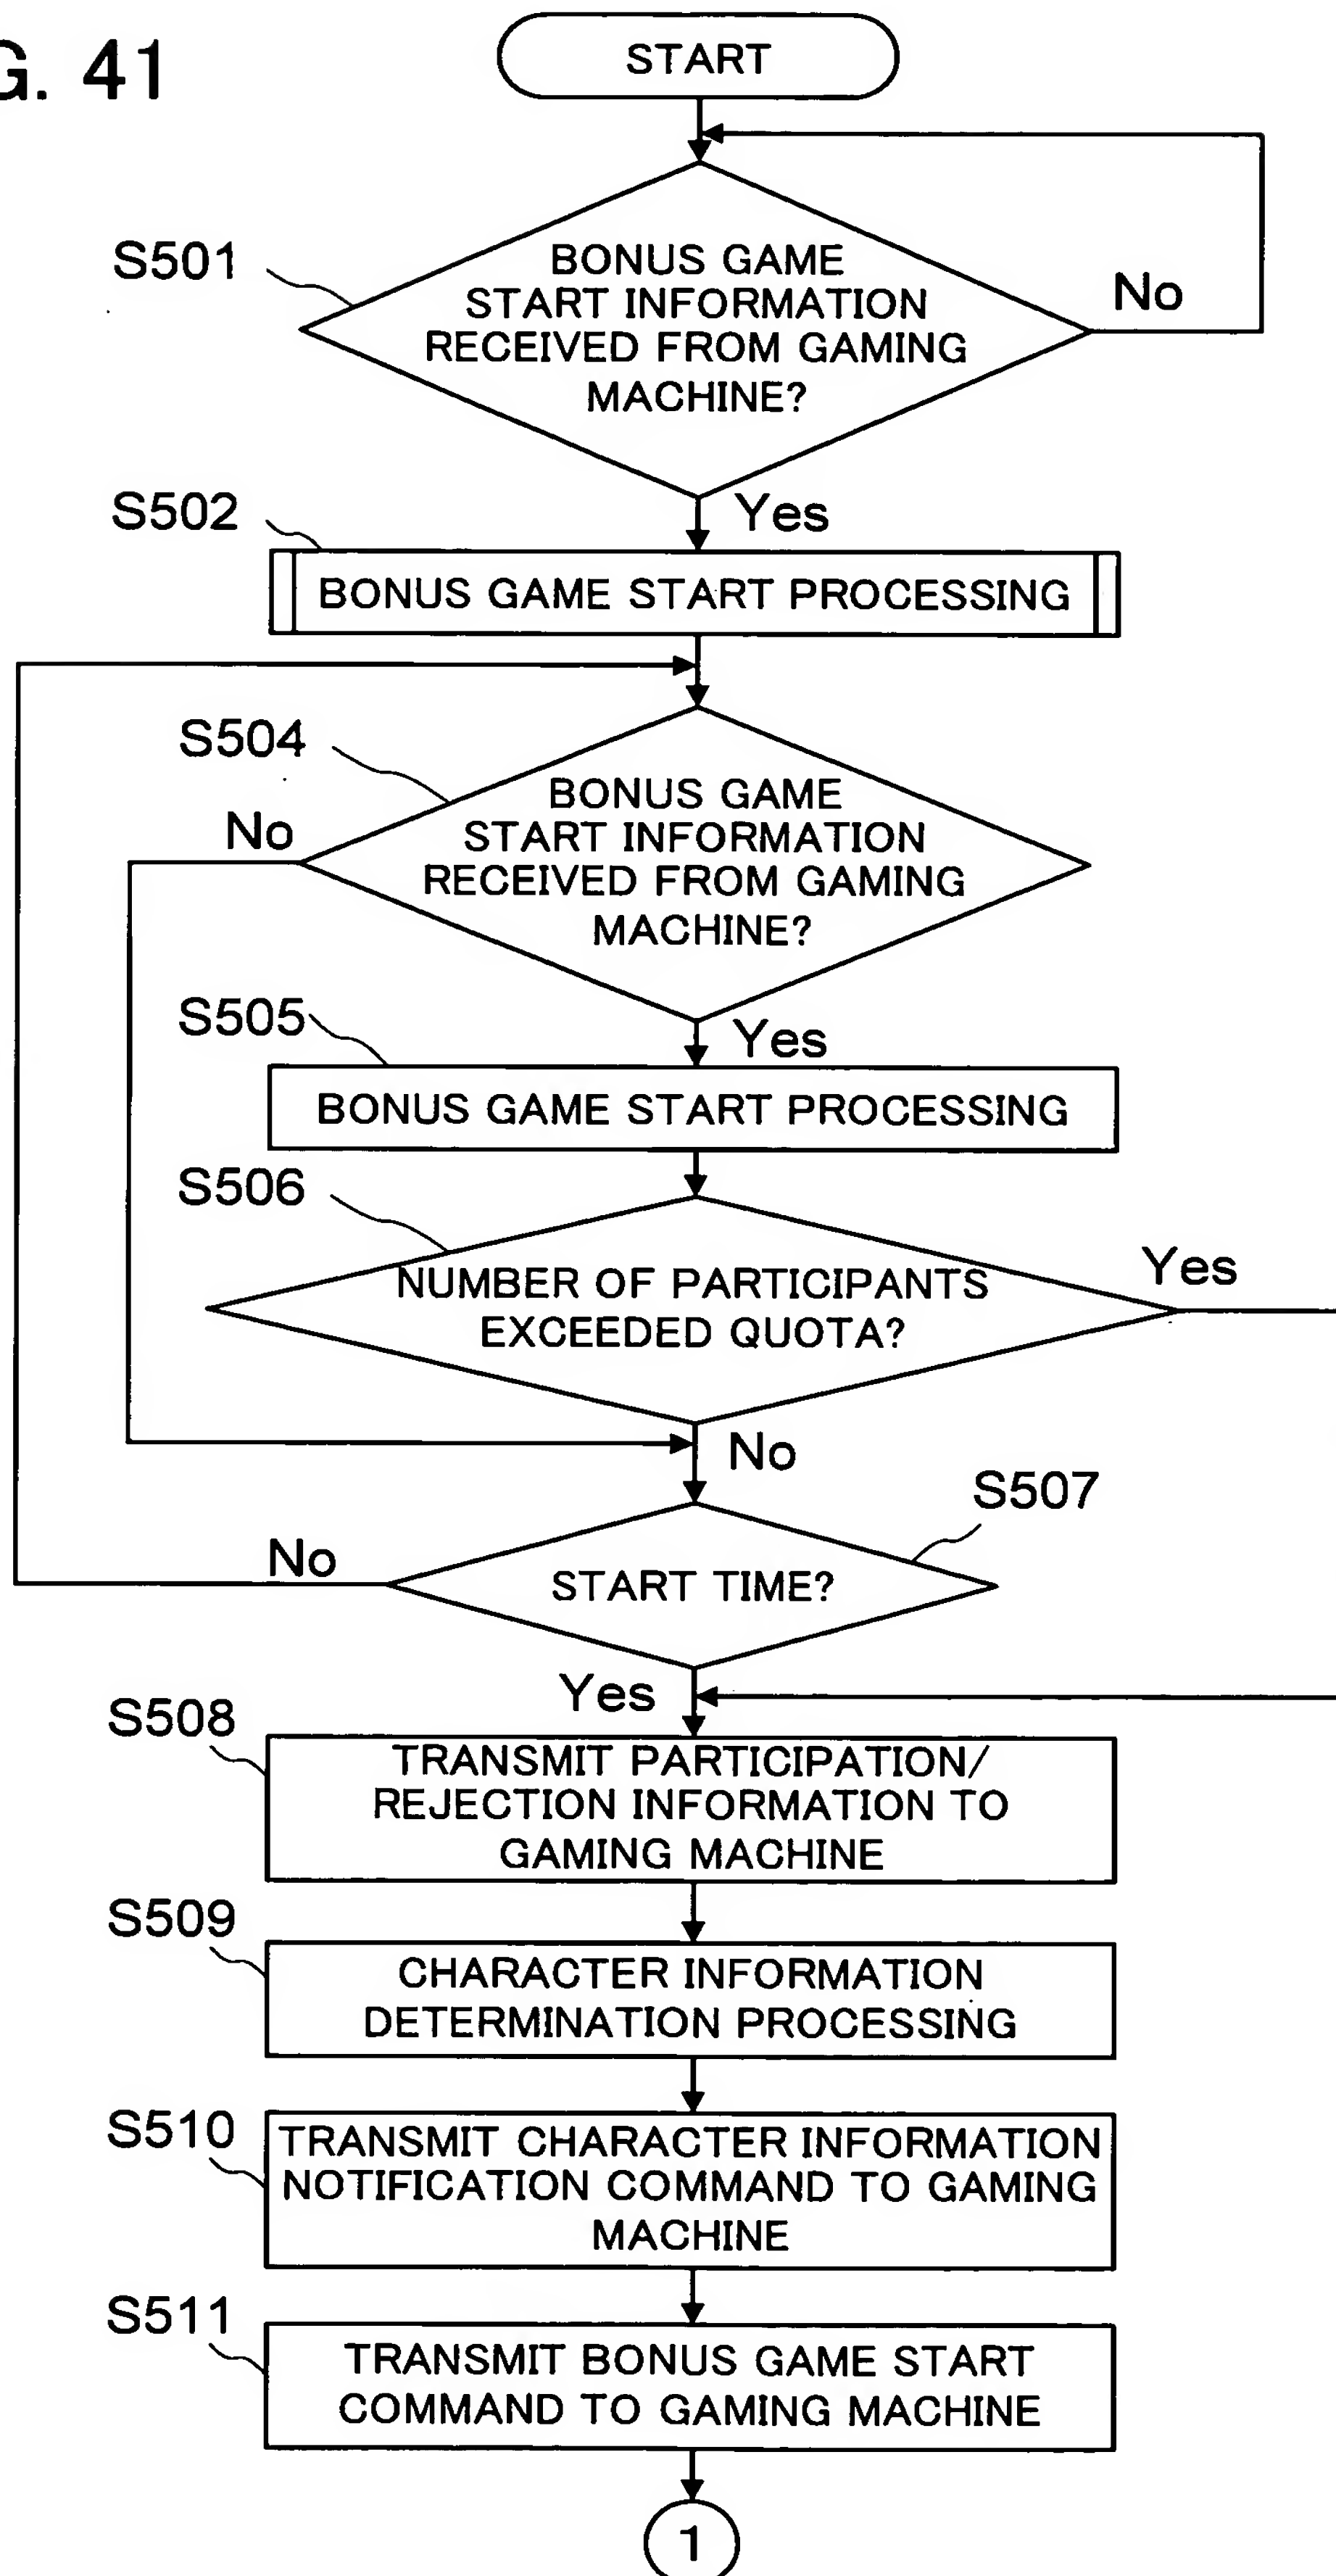 G. 41
START
S501
BONUS GAME
START INFORMATION
RECEIVED FROM GAMING
MACHINE?
No
Yes
S502
BONUS GAME START PROCESSING
S504
BONUS GAME
START INFORMATION
RECEIVED FROM GAMING
MACHINE?
No
Yes
S505
BONUS GAME START PROCESSING
S506
NUMBER OF PARTICIPANTS
EXCEEDED QUOTA?
Yes
No
S507
START TIME?
No
Yes
S508
TRANSMIT PARTICIPATION/
REJECTION INFORMATION TO
GAMING MACHINE
S509
CHARACTER INFORMATION
DETERMINATION PROCESSING
S510
TRANSMIT CHARACTER INFORMATION
NOTIFICATION COMMAND TO GAMING
MACHINE
S511
TRANSMIT BONUS GAME START
COMMAND TO GAMING MACHINE
1